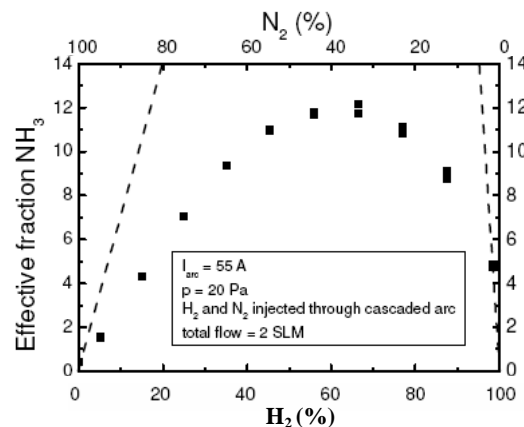 N₂ (%)
100 80 60 40 20 0
14 14
12 12
10 10
8 8
6 6
4 4
2 2
0 0
Effective fraction NH₃
I_arc = 55 A
p = 20 Pa
H₂ and N₂ injected through cascaded arc
total flow = 2 SLM
0 20 40 60 80 100
H₂ (%)